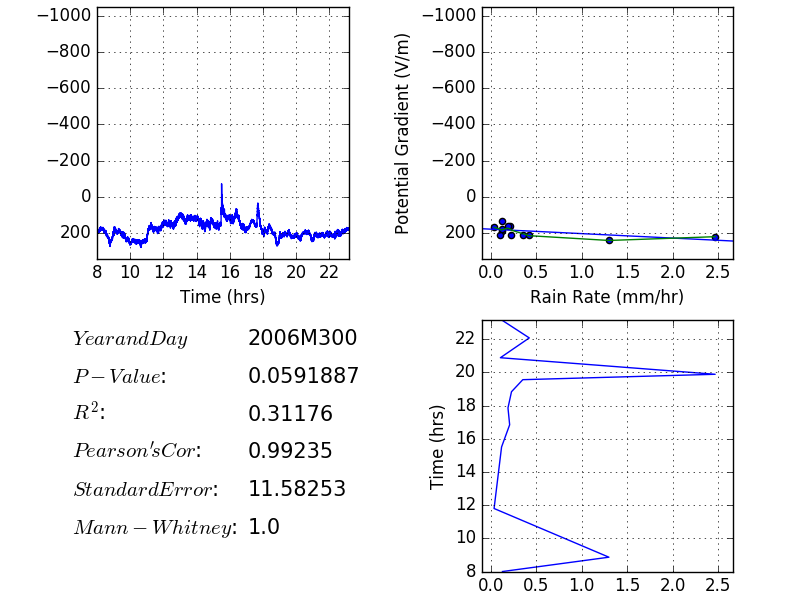 −1000
−800
−600
−400
−200
0
200
8 10 12 14 16 18 20 22
Time (hrs)
Potential Gradient (V/m)
−1000
−800
−600
−400
−200
0
200
0.0 0.5 1.0 1.5 2.0 2.5
Rain Rate (mm/hr)
YearandDay 2006M300
P−Value: 0.0591887
R²: 0.31176
Pearson'sCor: 0.99235
StandardError: 11.58253
Mann−Whitney: 1.0
Time (hrs)
22
20
18
16
14
12
10
8
0.0 0.5 1.0 1.5 2.0 2.5